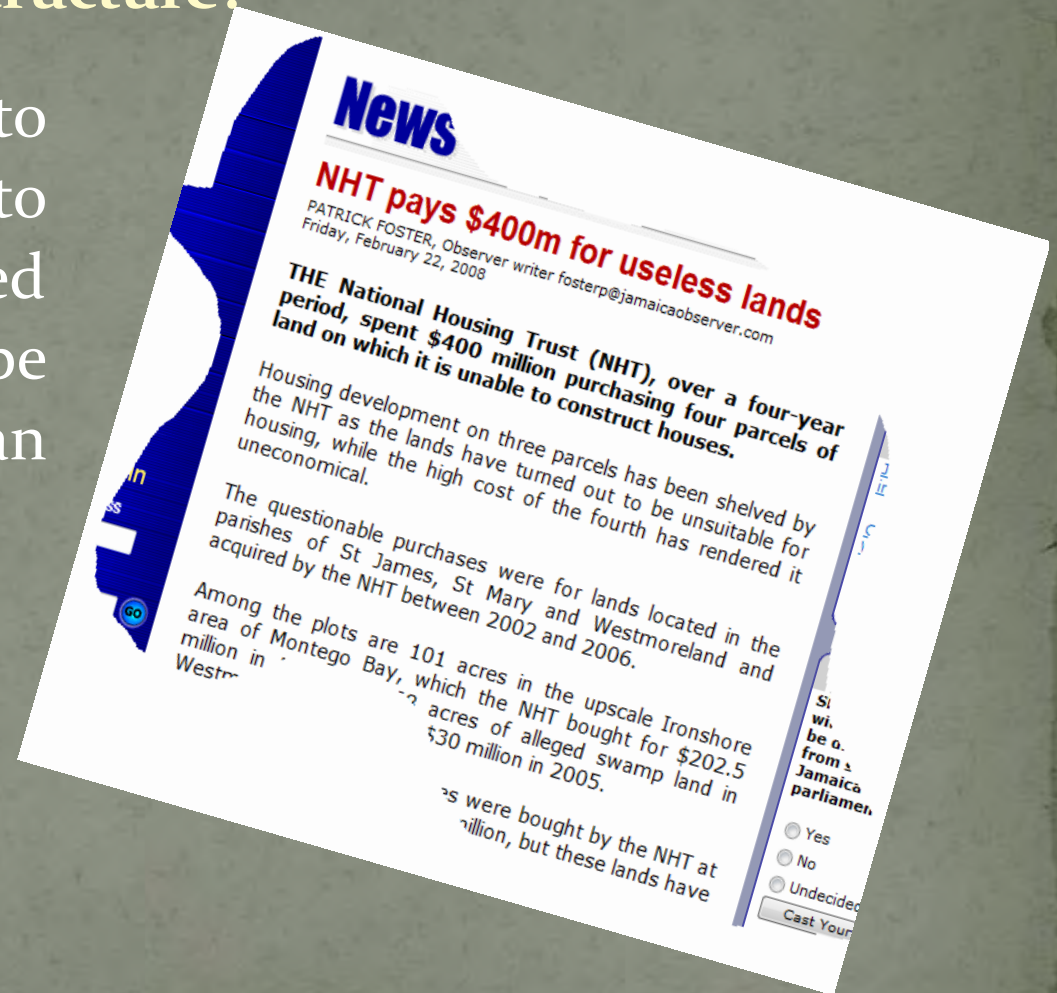 to
to
ed
be
an
News
NHT pays $400m for useless lands
PATRICK FOSTER, Observer writer fosterp@jamaicaobserver.com
Friday, February 22, 2008
THE National Housing Trust (NHT), over a four-year
period, spent $400 million purchasing four parcels of
land on which it is unable to construct houses.
Housing development on three parcels has been shelved by
the NHT as the lands have turned out to be unsuitable for
housing, while the high cost of the fourth has rendered it
uneconomical.
The questionable purchases were for lands located in the
parishes of St James, St Mary and Westmoreland and
acquired by the NHT between 2002 and 2006.
Among the plots are 101 acres in the upscale Ironshore
area of Montego Bay, which the NHT bought for $202.5
million in
acres of alleged swamp land in
$30 million in 2005.
were bought by the NHT at
million, but these lands have
GO
be
from
Jamaica
Yes
No
Undecided
Cast Your